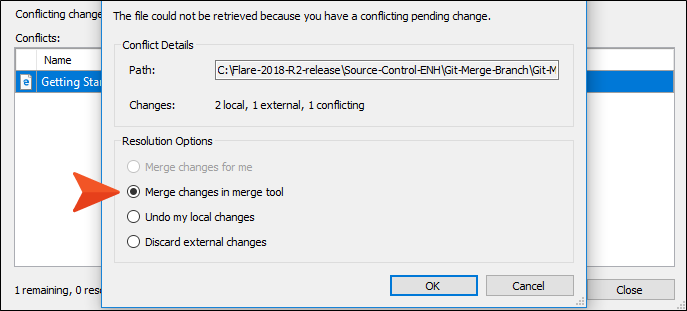 Conflicting change
The file could not be retrieved because you have a conflicting pending change.
Conflicts:
Conflict Details
Name
Path: C:\Flare-2018-R2-release\Source-Control-ENH\Git-Merge-Branch\Git-M
Getting Star
Changes: 2 local, 1 external, 1 conflicting
Resolution Options
Merge changes for me
Merge changes in merge tool
Undo my local changes
Discard external changes
1 remaining, 0 res
OK Cancel Close